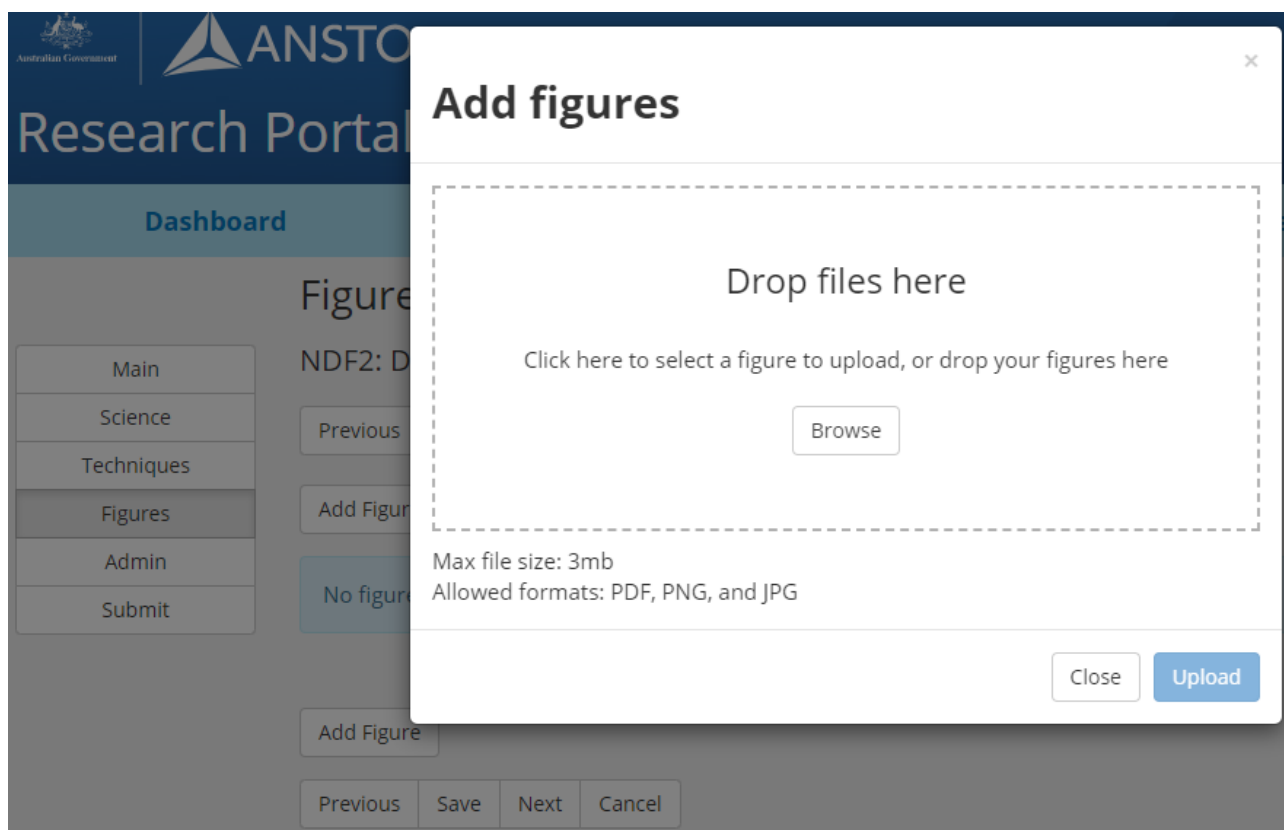 Australian Government
ANSTO
Research Portal
Dashboard
Main
Science
Techniques
Figures
Admin
Submit
Figure
NDF2: D
Previous
Add Figur
No figure
Add Figure
Previous Save Next Cancel
×
Add figures
Drop files here
Click here to select a figure to upload, or drop your figures here
Browse
Max file size: 3mb
Allowed formats: PDF, PNG, and JPG
Close Upload